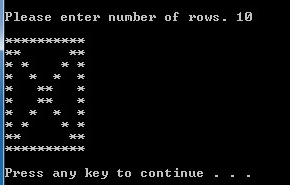 Please enter number of rows. 10
**********
**      **
* *    * *
*  *  *  *
*   **   *
*   **   *
*  *  *  *
* *    * *
**      **
**********
Press any key to continue . . .